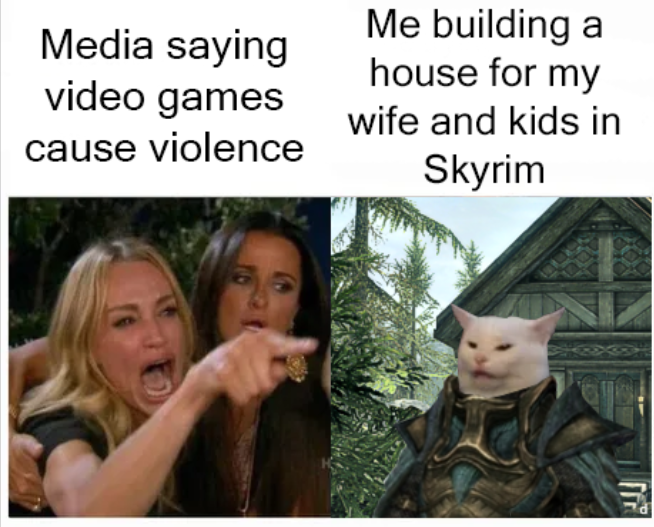 Media saying
video games
cause violence
Me building a
house for my
wife and kids in
Skyrim